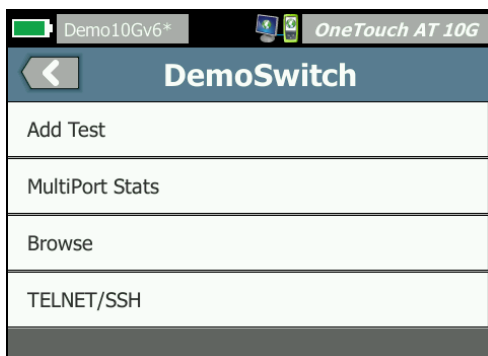 Demo10Gv6*
OneTouch AT 10G
DemoSwitch
Add Test
MultiPort Stats
Browse
TELNET/SSH